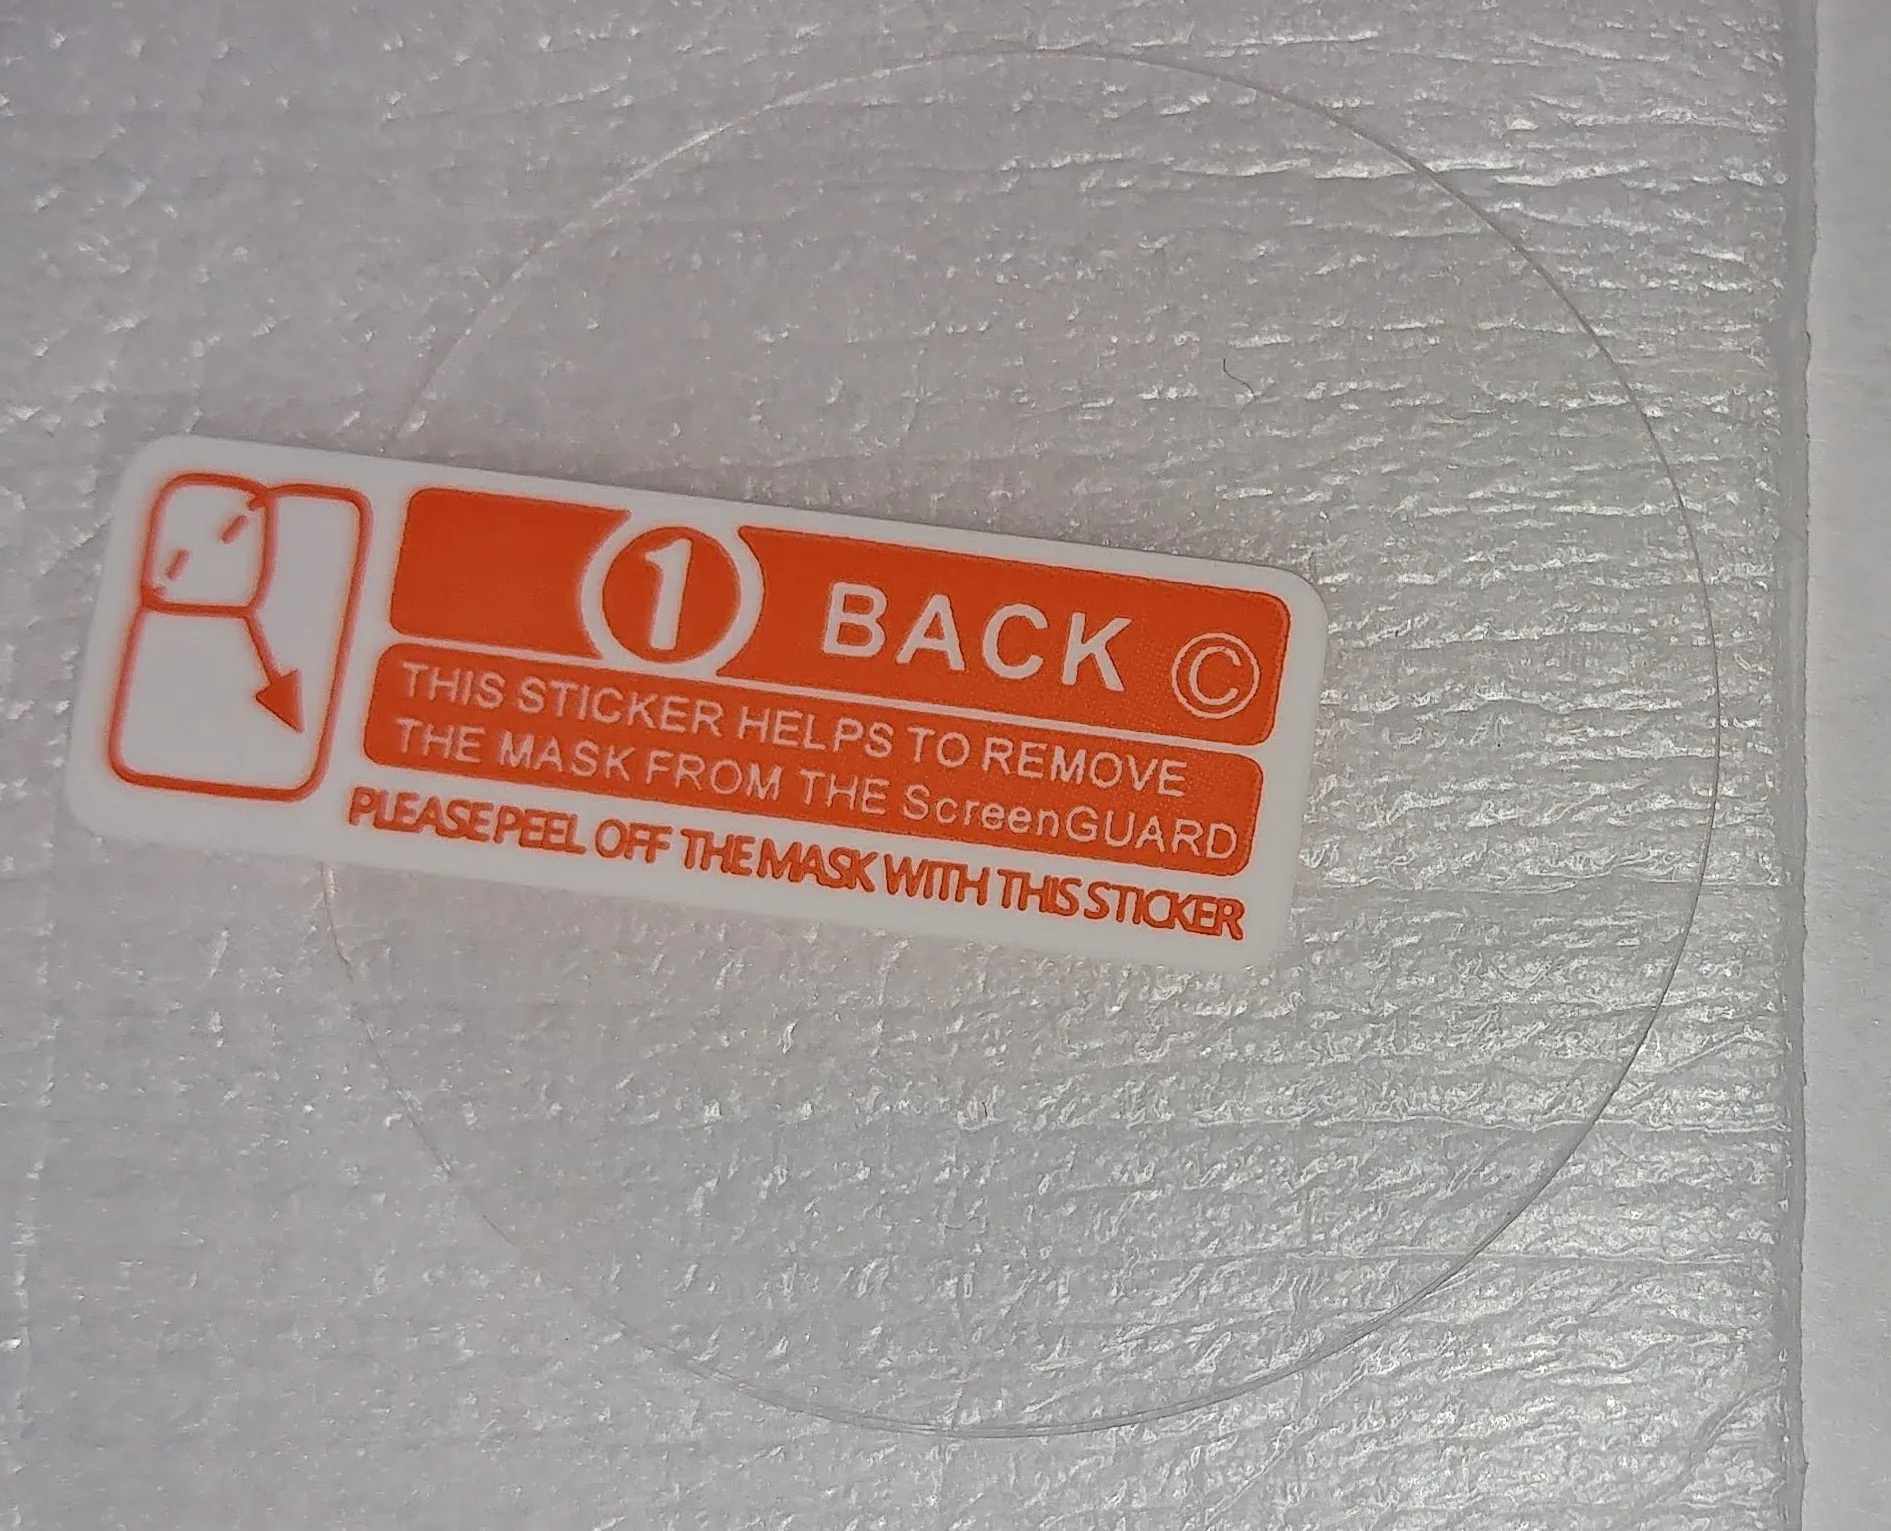 1 BACK ©
THIS STICKER HELPS TO REMOVE
THE MASK FROM THE ScreenGUARD
PLEASE PEEL OFF THE MASK WITH THIS STICKER